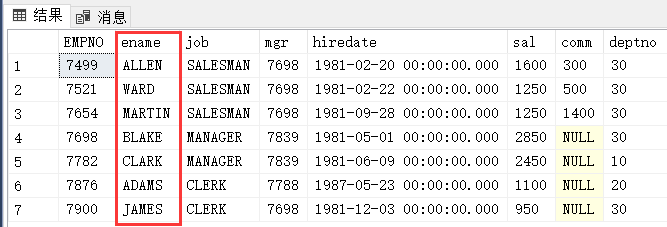 结果 消息
EMPNO ename job mgr hiredate sal comm deptno
1 7499 ALLEN SALESMAN 7698 1981-02-20 00:00:00.000 1600 300 30
2 7521 WARD SALESMAN 7698 1981-02-22 00:00:00.000 1250 500 30
3 7654 MARTIN SALESMAN 7698 1981-09-28 00:00:00.000 1250 1400 30
4 7698 BLAKE MANAGER 7839 1981-05-01 00:00:00.000 2850 NULL 30
5 7782 CLARK MANAGER 7839 1981-06-09 00:00:00.000 2450 NULL 10
6 7876 ADAMS CLERK 7788 1987-05-23 00:00:00.000 1100 NULL 20
7 7900 JAMES CLERK 7698 1981-12-03 00:00:00.000 950 NULL 30